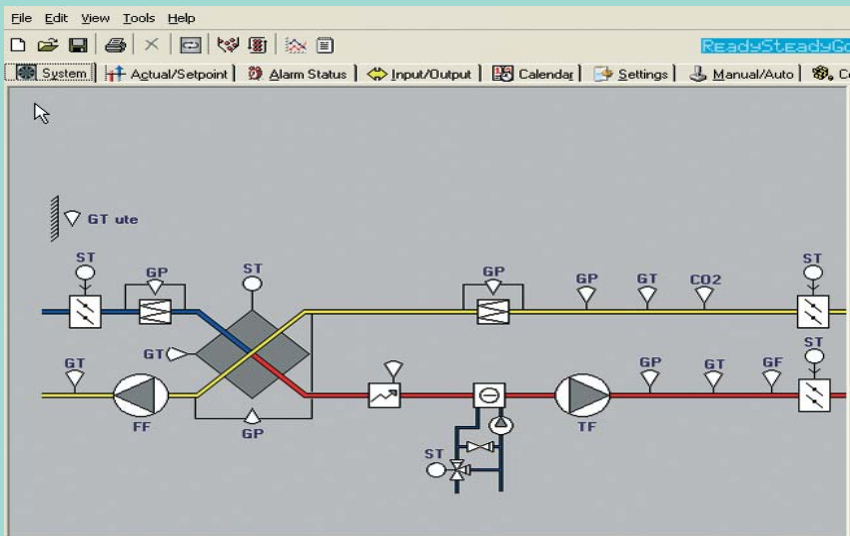 File Edit View Tools Help
ReadySteadyGo
System Actual/Setpoint Alarm Status Input/Output Calendar Settings Manual/Auto
GT ute
ST GP ST GP GP GT CO2 ST
GT GT GP GT GF ST
FF GP TF
ST